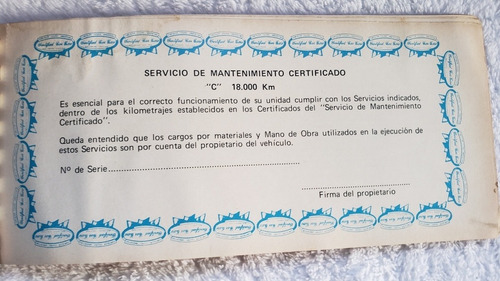 SERVICIO DE MANTENIMIENTO CERTIFICADO
"C" 18.000 Km
Es esencial para el correcto funcionamiento de su unidad cumplir con los Servicios indicados,
dentro de los kilometrajes establecidos en los Certificados del "Servicio de Mantenimiento
Certificado".
Queda entendido que los cargos por materiales y Mano de Obra utilizados en la ejecución de
estos Servicios son por cuenta del propietario del vehículo.
Nº de Serie
Firma del propietario